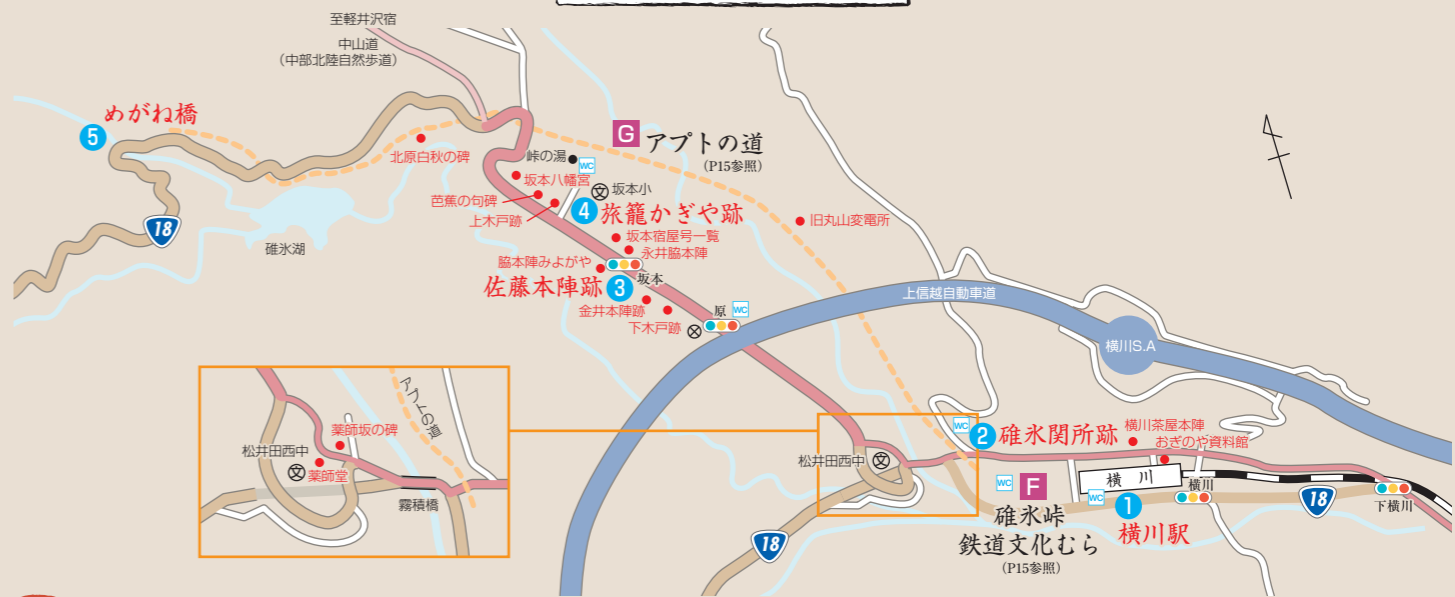 至軽井沢宿
中山道
(中部北陸自然歩道)
めがね橋
5
北原白秋の碑
18
碓氷湖
G アプトの道
(P15参照)
峠の湯
WC
坂本八幡宮
坂本小
文
芭蕉の句碑
上木戸跡
4 旅籠かぎや跡
旧丸山変電所
坂本宿屋号一覧
永井脇本陣
脇本陣みよがや
坂本
佐藤本陣跡 3
金井本陣跡
下木戸跡
原
WC
上信越自動車道
横川S.A
アプトの道
薬師坂の碑
松井田西中
文
薬師堂
霧積橋
松井田西中
文
WC
2 碓氷関所跡
横川茶屋本陣
おぎのや資料館
横川
横川
WC
F
碓氷峠
鉄道文化むら
(P15参照)
WC
1
横川駅
18
下横川
18